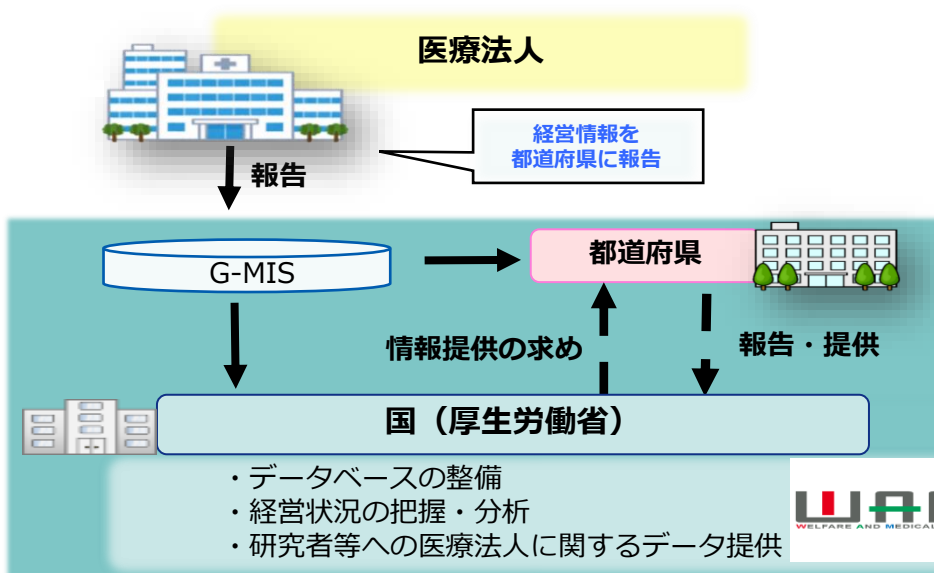 医療法人
経営情報を
都道府県に報告
報告
G-MIS
都道府県
情報提供の求め
報告・提供
国（厚生労働省）
・データベースの整備
・経営状況の把握・分析
・研究者等への医療法人に関するデータ提供
WA
WELFARE AND MEDICAL